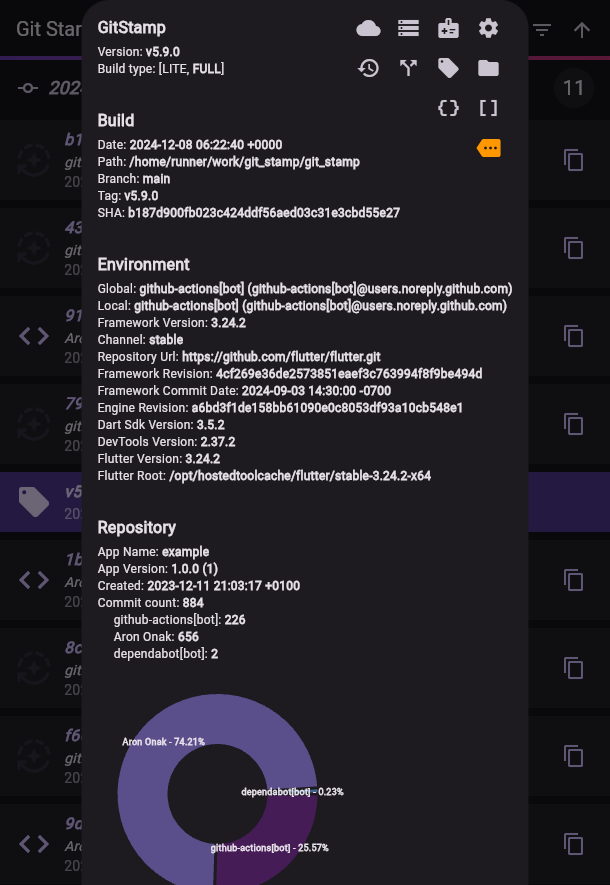 Git Star
GitStamp
Version: v5.9.0
Build type: [LITE, FULL]
2024
11
Build
Date: 2024-12-08 06:22:40 +0000
Path: /home/runner/work/git_stamp/git_stamp
Branch: main
Tag: v5.9.0
SHA: b187d900fb023c424ddf56aed03c31e3cbd55e27
b1
git
202
43
git
202
Environment
Global: github-actions[bot] (github-actions[bot]@users.noreply.github.com)
Local: github-actions[bot] (github-actions[bot]@users.noreply.github.com)
Framework Version: 3.24.2
Channel: stable
Repository Url: https://github.com/flutter/flutter.git
Framework Revision: 4cf269e36de2573851eaef3c763994f8f9be494d
Framework Commit Date: 2024-09-03 14:30:00 -0700
Engine Revision: a6bd3f1de158bb61090e0c8053df93a10cb548e1
Dart Sdk Version: 3.5.2
DevTools Version: 2.37.2
Flutter Version: 3.24.2
Flutter Root: /opt/hostedtoolcache/flutter/stable-3.24.2-x64
91
Aro
202
79
git
202
v5
202
Repository
App Name: example
App Version: 1.0.0 (1)
Created: 2023-12-11 21:03:17 +0100
Commit count: 884
github-actions[bot]: 226
Aron Onak: 656
dependabot[bot]: 2
1b
Aro
202
8c
git
202
Aron Onak - 74.21%
dependabot[bot] - 0.23%
github-actions[bot] - 25.57%
f6
git
202
9d
Aro
202